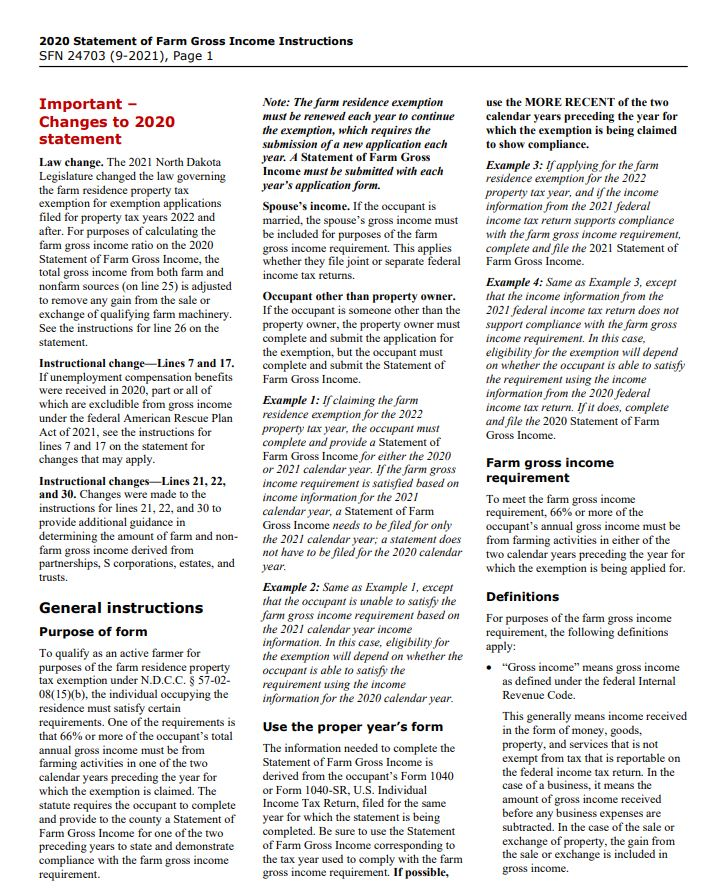 2020 Statement of Farm Gross Income Instructions
SFN 24703 (9-2021), Page 1
Important –
Changes to 2020
statement
Law change. The 2021 North Dakota
Legislature changed the law governing
the farm residence property tax
exemption for exemption applications
filed for property tax years 2022 and
after. For purposes of calculating the
farm gross income ratio on the 2020
Statement of Farm Gross Income, the
total gross income from both farm and
nonfarm sources (on line 25) is adjusted
to remove any gain from the sale or
exchange of qualifying farm machinery.
See the instructions for line 26 on the
statement.
Instructional change—Lines 7 and 17.
If unemployment compensation benefits
were received in 2020, part or all of
which are excludible from gross income
under the federal American Rescue Plan
Act of 2021, see the instructions for
lines 7 and 17 on the statement for
changes that may apply.
Instructional changes—Lines 21, 22,
and 30. Changes were made to the
instructions for lines 21, 22, and 30 to
provide additional guidance in
determining the amount of farm and non-
farm gross income derived from
partnerships, S corporations, estates, and
trusts.
General instructions
Purpose of form
To qualify as an active farmer for
purposes of the farm residence property
tax exemption under N.D.C.C. § 57-02-
08(15)(b), the individual occupying the
residence must satisfy certain
requirements. One of the requirements is
that 66% or more of the occupant's total
annual gross income must be from
farming activities in one of the two
calendar years preceding the year for
which the exemption is claimed. The
statute requires the occupant to complete
and provide to the county a Statement of
Farm Gross Income for one of the two
preceding years to state and demonstrate
compliance with the farm gross income
requirement.
Note: The farm residence exemption
must be renewed each year to continue
the exemption, which requires the
submission of a new application each
year. A Statement of Farm Gross
Income must be submitted with each
year's application form.
Spouse's income. If the occupant is
married, the spouse's gross income must
be included for purposes of the farm
gross income requirement. This applies
whether they file joint or separate federal
income tax returns.
Occupant other than property owner.
If the occupant is someone other than the
property owner, the property owner must
complete and submit the application for
the exemption, but the occupant must
complete and submit the Statement of
Farm Gross Income.
Example 1: If claiming the farm
residence exemption for the 2022
property tax year, the occupant must
complete and provide a Statement of
Farm Gross Income for either the 2020
or 2021 calendar year. If the farm gross
income requirement is satisfied based on
income information for the 2021
calendar year, a Statement of Farm
Gross Income needs to be filed for only
the 2021 calendar year; a statement does
not have to be filed for the 2020 calendar
year.
Example 2: Same as Example 1, except
that the occupant is unable to satisfy the
farm gross income requirement based on
the 2021 calendar year income
information. In this case, eligibility for
the exemption will depend on whether the
occupant is able to satisfy the
requirement using the income
information for the 2020 calendar year.
Use the proper year's form
The information needed to complete the
Statement of Farm Gross Income is
derived from the occupant's Form 1040
or Form 1040-SR, U.S. Individual
Income Tax Return, filed for the same
year for which the statement is being
completed. Be sure to use the Statement
of Farm Gross Income corresponding to
the tax year used to comply with the farm
gross income requirement. If possible,
use the MORE RECENT of the two
calendar years preceding the year for
which the exemption is being claimed
to show compliance.
Example 3: If applying for the farm
residence exemption for the 2022
property tax year, and if the income
information from the 2021 federal
income tax return supports compliance
with the farm gross income requirement,
complete and file the 2021 Statement of
Farm Gross Income.
Example 4: Same as Example 3, except
that the income information from the
2021 federal income tax return does not
support compliance with the farm gross
income requirement. In this case,
eligibility for the exemption will depend
on whether the occupant is able to satisfy
the requirement using the income
information from the 2020 federal
income tax return. If it does, complete
and file the 2020 Statement of Farm
Gross Income.
Farm gross income
requirement
To meet the farm gross income
requirement, 66% or more of the
occupant's annual gross income must be
from farming activities in either of the
two calendar years preceding the year for
which the exemption is being applied for.
Definitions
For purposes of the farm gross income
requirement, the following definitions
apply:
• "Gross income" means gross income
as defined under the federal Internal
Revenue Code.
This generally means income received
in the form of money, goods,
property, and services that is not
exempt from tax that is reportable on
the federal income tax return. In the
case of a business, it means the
amount of gross income received
before any business expenses are
subtracted. In the case of the sale or
exchange of property, the gain from
the sale or exchange is included in
gross income.